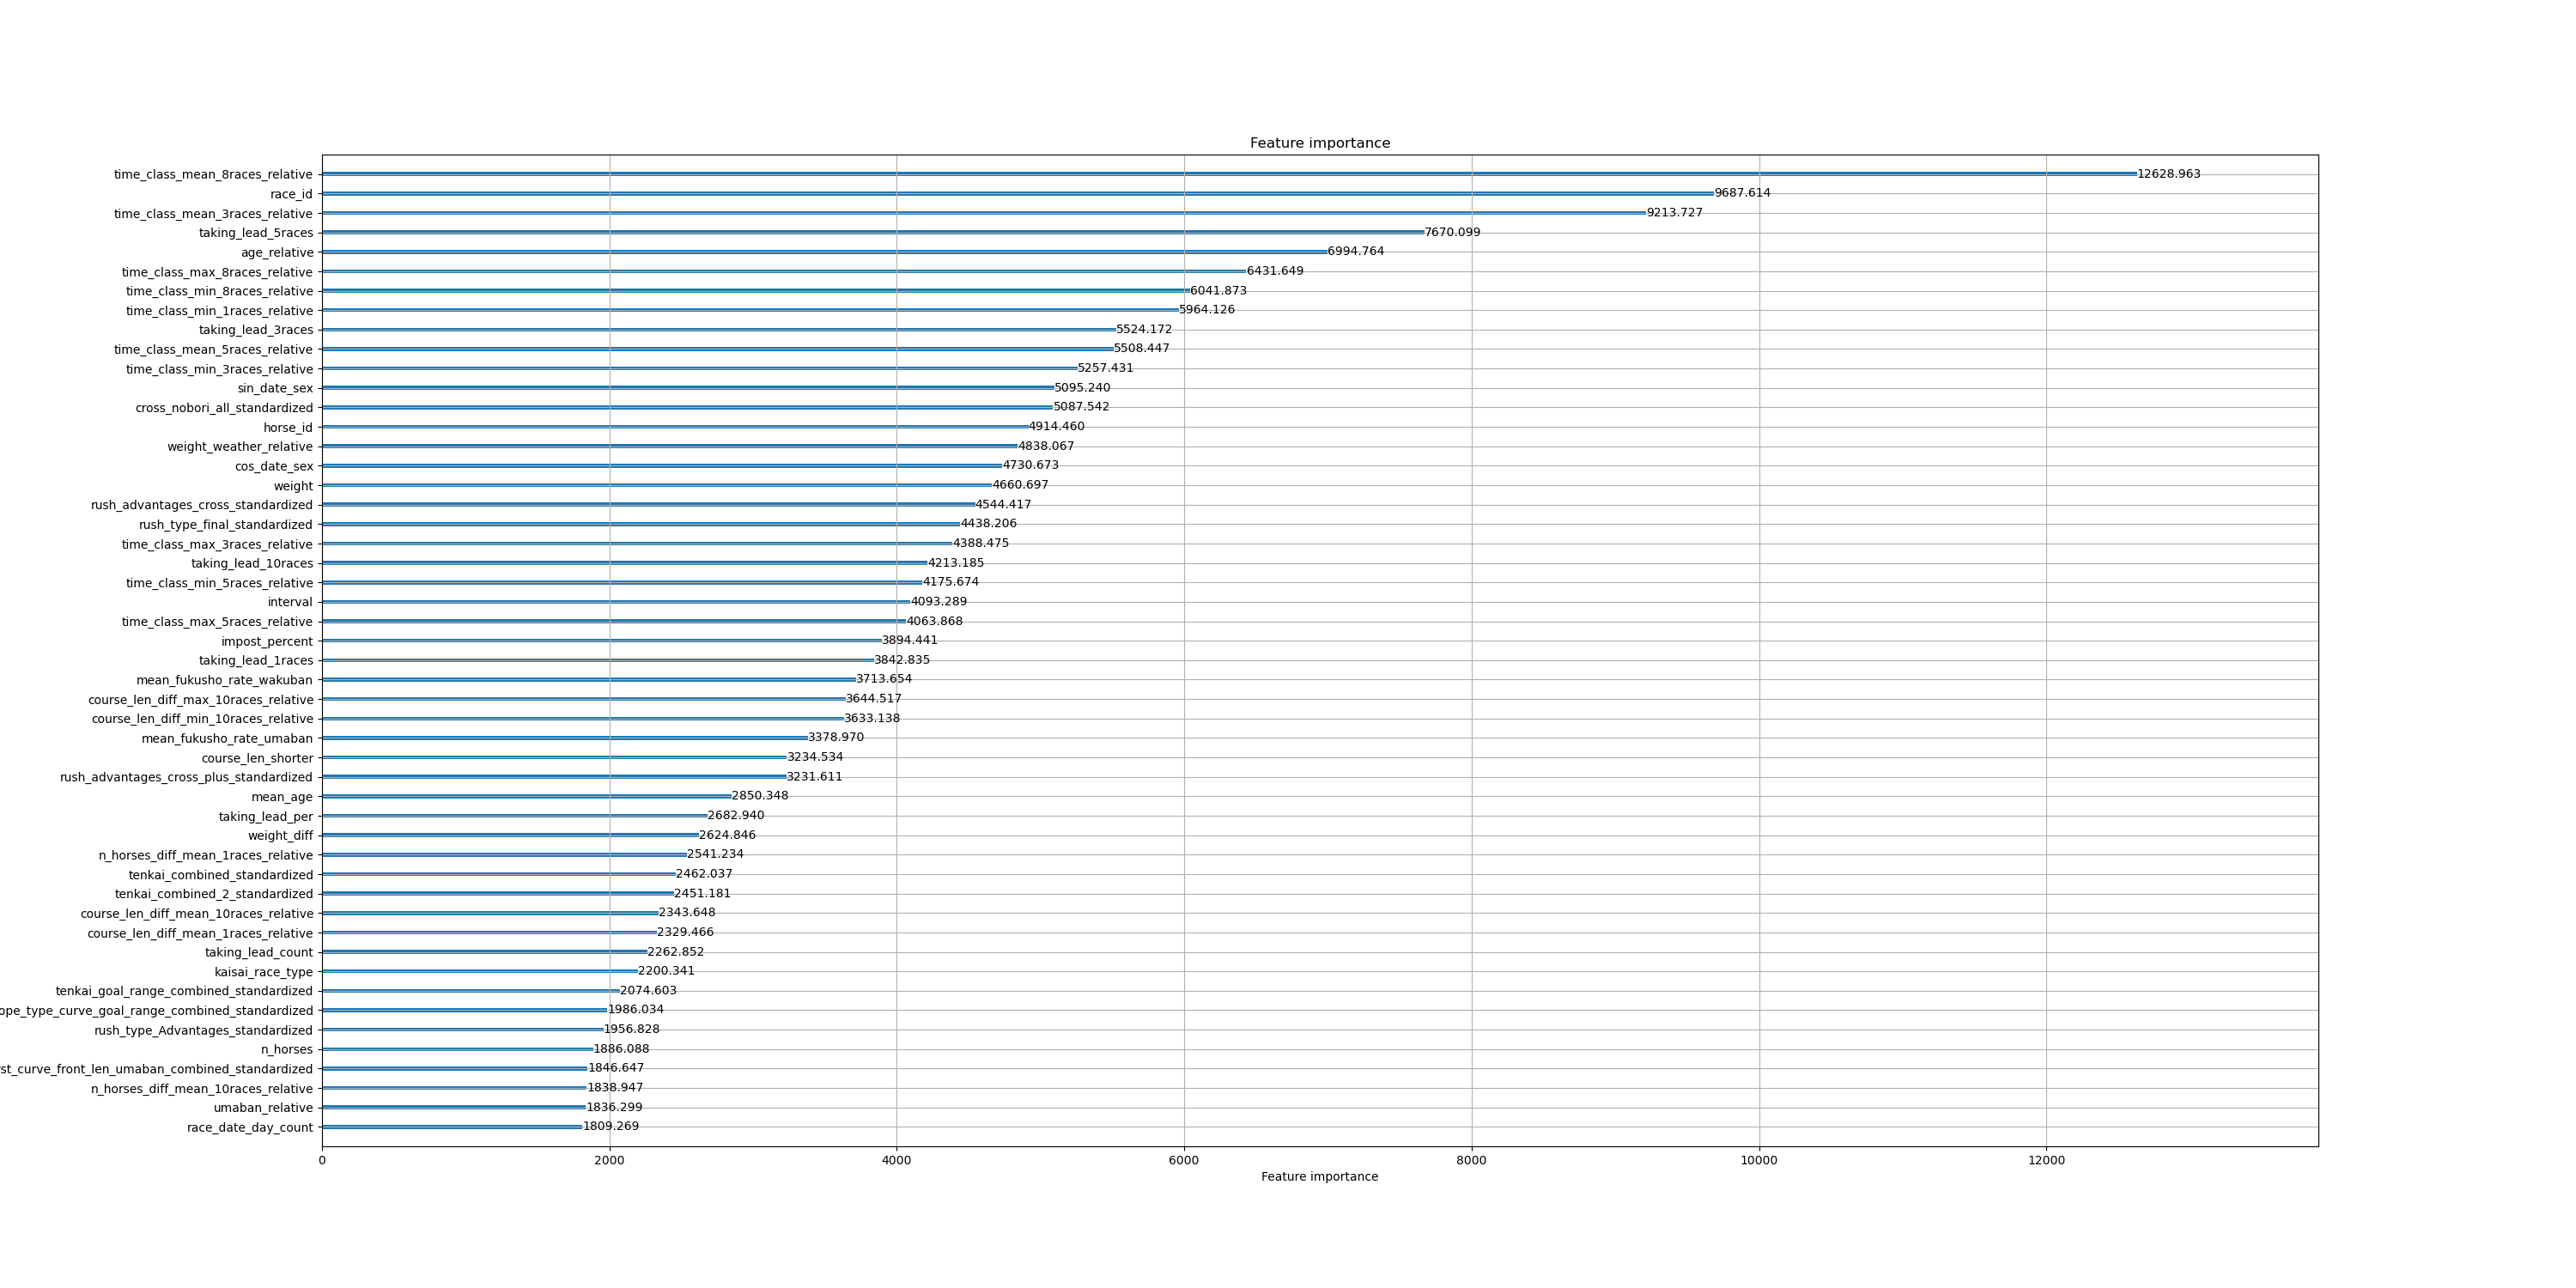 Feature importance
time_class_mean_8races_relative 12628.963
race_id 9687.614
time_class_mean_3races_relative 9213.727
taking_lead_5races 7670.099
age_relative 6994.764
time_class_max_8races_relative 6431.649
time_class_min_8races_relative 6041.873
time_class_min_1races_relative 5964.126
taking_lead_3races 5524.172
time_class_mean_5races_relative 5508.447
time_class_min_3races_relative 5257.431
sin_date_sex 5095.240
cross_nobori_all_standardized 5087.542
horse_id 4914.460
weight_weather_relative 4838.067
cos_date_sex 4730.673
weight 4660.697
rush_advantages_cross_standardized 4544.417
rush_type_final_standardized 4438.206
time_class_max_3races_relative 4388.475
taking_lead_10races 4213.185
time_class_min_5races_relative 4175.674
interval 4093.289
time_class_max_5races_relative 4063.868
impost_percent 3894.441
taking_lead_1races 3842.835
mean_fukusho_rate_wakuban 3713.654
course_len_diff_max_10races_relative 3644.517
course_len_diff_min_10races_relative 3633.138
mean_fukusho_rate_umaban 3378.970
course_len_shorter 3234.534
rush_advantages_cross_plus_standardized 3231.611
mean_age 2850.348
taking_lead_per 2682.940
weight_diff 2624.846
n_horses_diff_mean_1races_relative 2541.234
tenkai_combined_standardized 2462.037
tenkai_combined_2_standardized 2451.181
course_len_diff_mean_10races_relative 2343.648
course_len_diff_mean_1races_relative 2329.466
taking_lead_count 2262.852
kaisai_race_type 2200.341
tenkai_goal_range_combined_standardized 2074.603
ope_type_curve_goal_range_combined_standardized 1986.034
rush_type_Advantages_standardized 1956.828
n_horses 1886.088
st_curve_front_len_umaban_combined_standardized 1846.647
n_horses_diff_mean_10races_relative 1838.947
umaban_relative 1836.299
race_date_day_count 1809.269
0 2000 4000 6000 8000 10000 12000
Feature importance